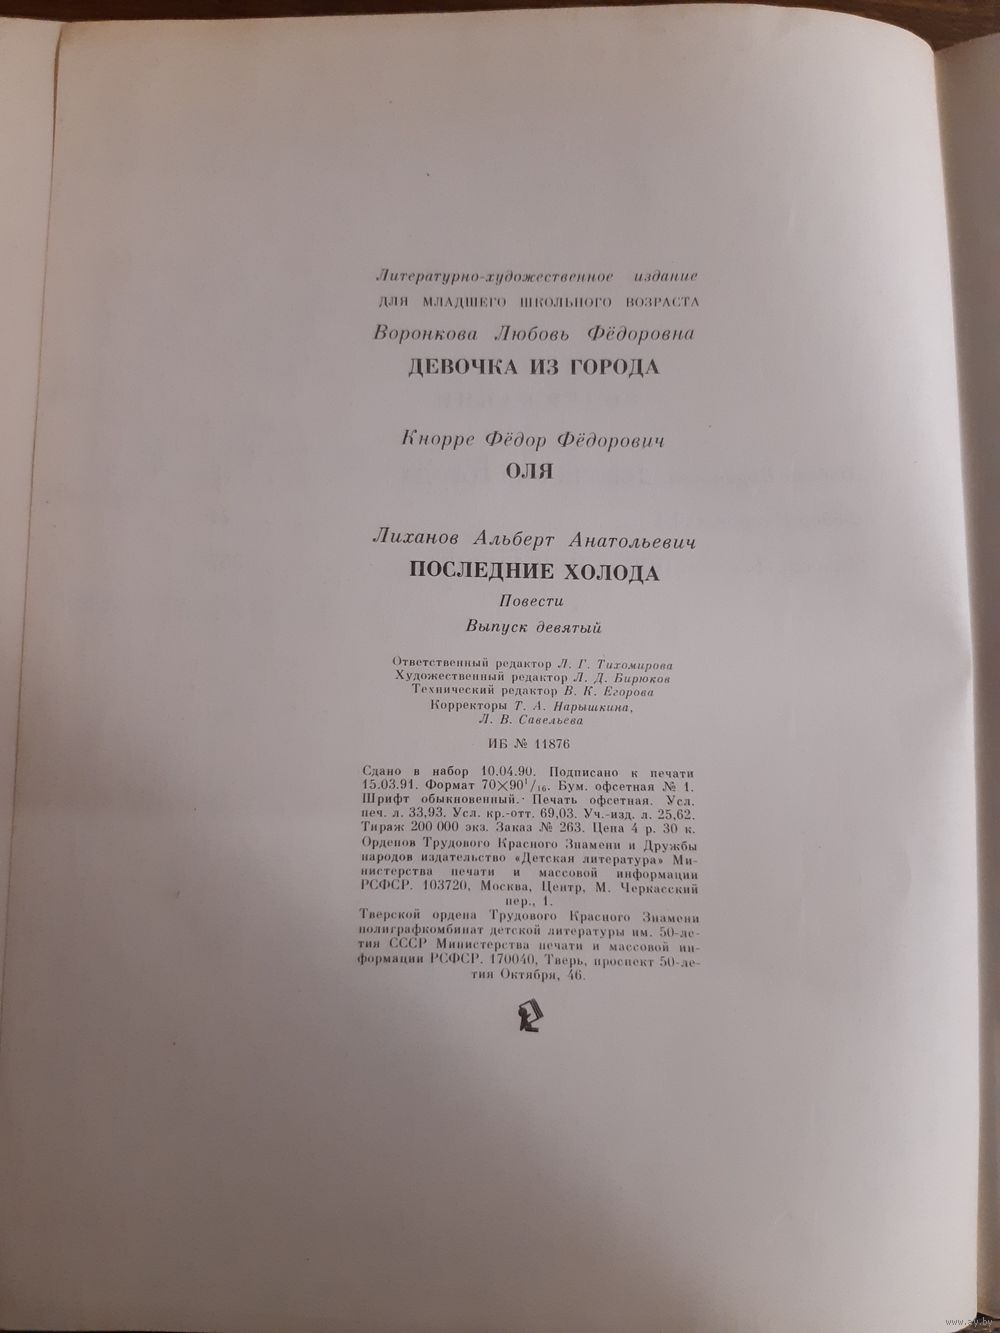 Литературно-художественное издание
ДЛЯ МЛАДШЕГО ШКОЛЬНОГО ВОЗРАСТА
Воронкова Любовь Фёдоровна
ДЕВОЧКА ИЗ ГОРОДА
Кнорре Фёдор Фёдорович
ОЛЯ
Лиханов Альберт Анатольевич
ПОСЛЕДНИЕ ХОЛОДА
Повести
Выпуск девятый
Ответственный редактор Л. Г. Тихомирова
Художественный редактор Л. Д. Бирюков
Технический редактор В. К. Егорова
Корректоры Т. А. Нарышкина,
Л. В. Савельева
ИБ № 11876
Сдано в набор 10.04.90. Подписано к печати
15.03.91. Формат 70×90¹/₁₆. Бум. офсетная № 1.
Шрифт обыкновенный. Печать офсетная. Усл.
печ. л. 33,93. Усл. кр.-отт. 69,03. Уч.-изд. л. 25,62.
Тираж 200 000 экз. Заказ № 263. Цена 4 р. 30 к.
Орденов Трудового Красного Знамени и Дружбы
народов издательство «Детская литература» Ми-
нистерства печати и массовой информации
РСФСР. 103720, Москва, Центр, М. Черкасский
пер., 1.
Тверской ордена Трудового Красного Знамени
полиграфкомбинат детской литературы им. 50-ле-
тия СССР Министерства печати и массовой ин-
формации РСФСР. 170040, Тверь, проспект 50-ле-
тия Октября, 46.
www.ay.by